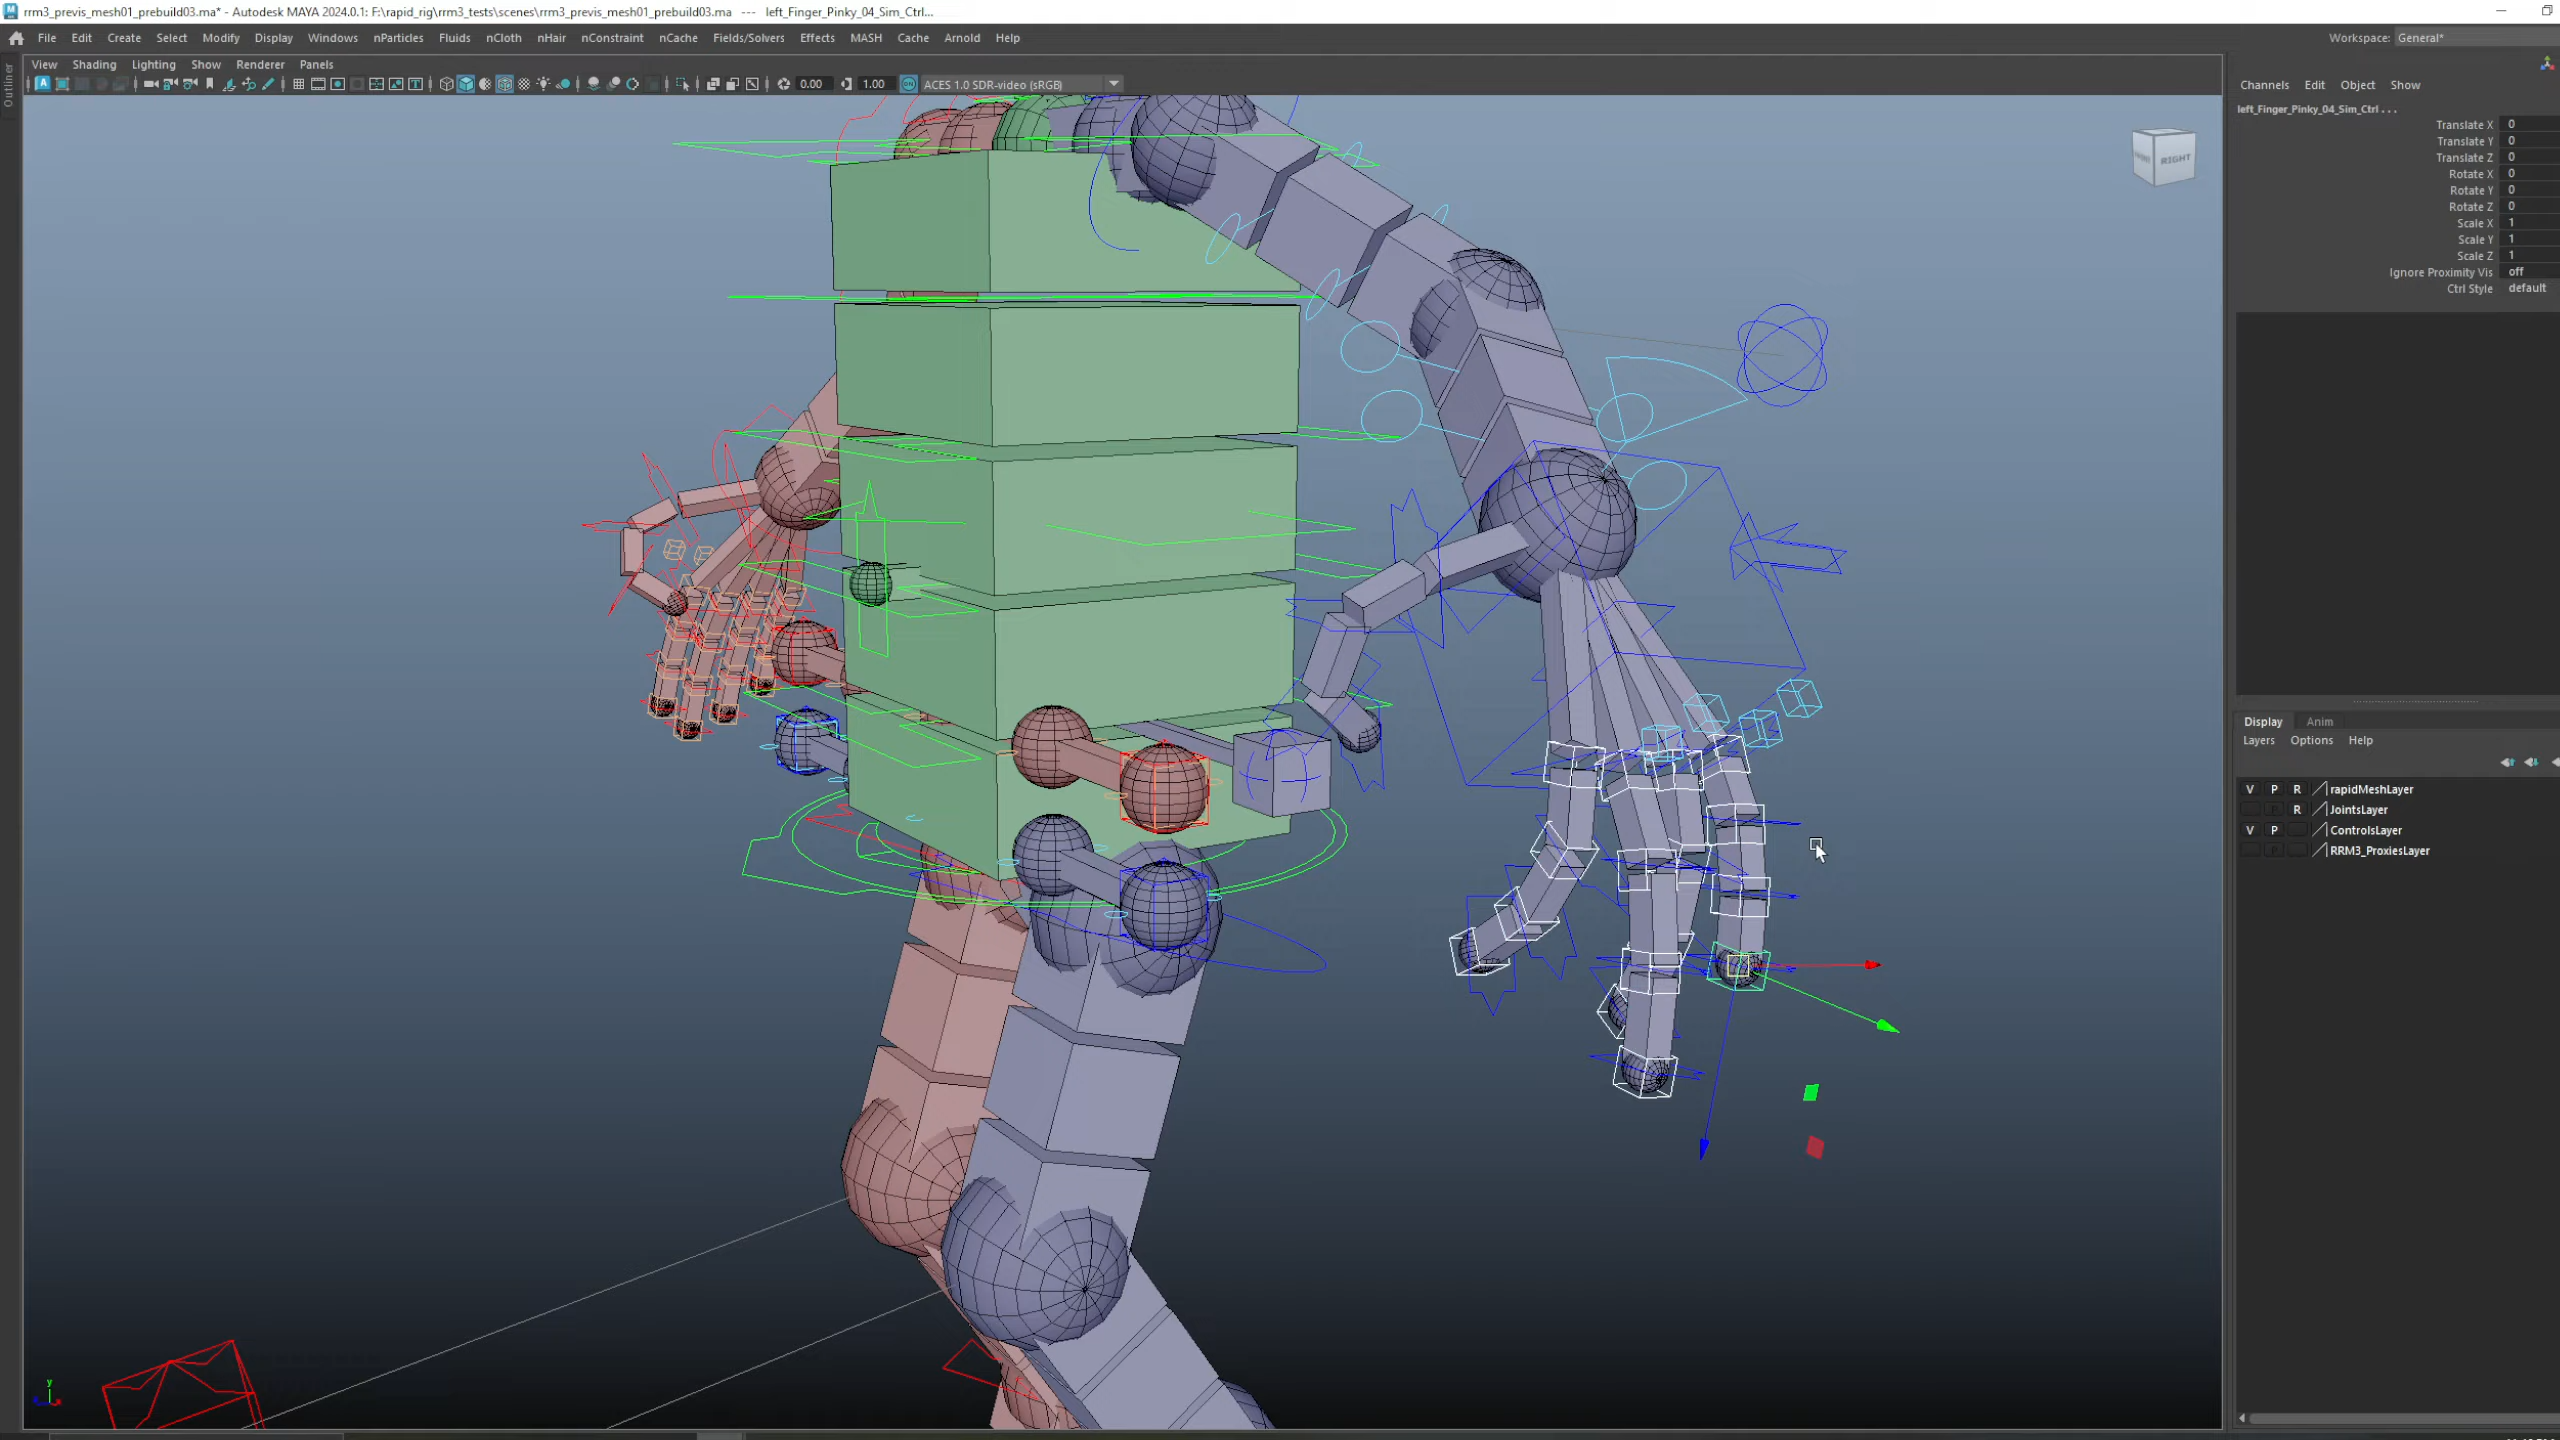 rrm3_previs_mesh01_prebuild03.ma* - Autodesk MAYA 2024.0.1: F:\rapid_rig\rrm3_tests\scenes\rrm3_previs_mesh01_prebuild03.ma --- left_Finger_Pinky_04_Sim_Ctrl...
File Edit Create Select Modify Display Windows nParticles Fluids nCloth nHair nConstraint nCache Fields/Solvers Effects MASH Cache Arnold Help
Workspace: General*
Outliner
View Shading Lighting Show Renderer Panels
0.00 1.00 ACES 1.0 SDR-video (sRGB)
RIGHT
y
Channels Edit Object Show
left_Finger_Pinky_04_Sim_Ctrl . . .
Translate X 0
Translate Y 0
Translate Z 0
Rotate X 0
Rotate Y 0
Rotate Z 0
Scale X 1
Scale Y 1
Scale Z 1
Ignore Proximity Vis off
Ctrl Style default
Display Anim
Layers Options Help
V P R rapidMeshLayer
R JointsLayer
V P ControlsLayer
P RRM3_ProxiesLayer